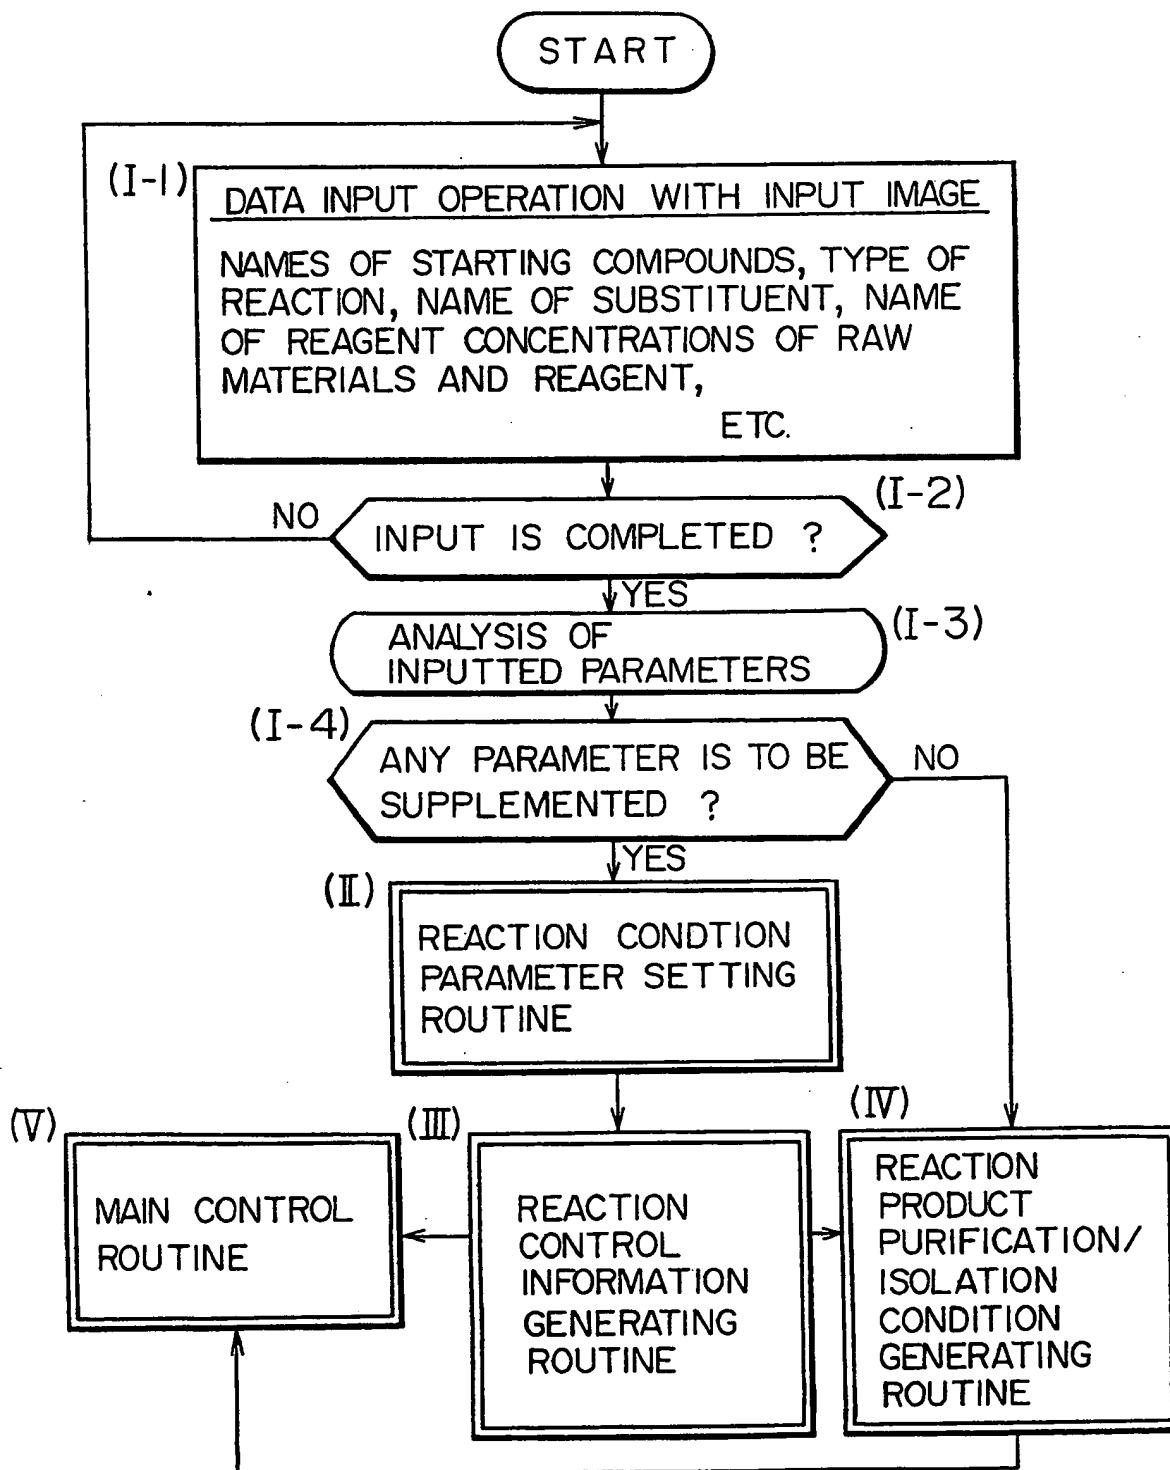 START
(I-1)
DATA INPUT OPERATION WITH INPUT IMAGE
NAMES OF STARTING COMPOUNDS, TYPE OF
REACTION, NAME OF SUBSTITUENT, NAME
OF REAGENT CONCENTRATIONS OF RAW
MATERIALS AND REAGENT,
ETC.
(I-2)
NO
INPUT IS COMPLETED ?
YES
(I-3)
ANALYSIS OF
INPUTTED PARAMETERS
(I-4)
ANY PARAMETER IS TO BE
SUPPLEMENTED ?
NO
YES
(II)
REACTION CONDTION
PARAMETER SETTING
ROUTINE
(V)
MAIN CONTROL
ROUTINE
(III)
REACTION
CONTROL
INFORMATION
GENERATING
ROUTINE
(IV)
REACTION
PRODUCT
PURIFICATION/
ISOLATION
CONDITION
GENERATING
ROUTINE